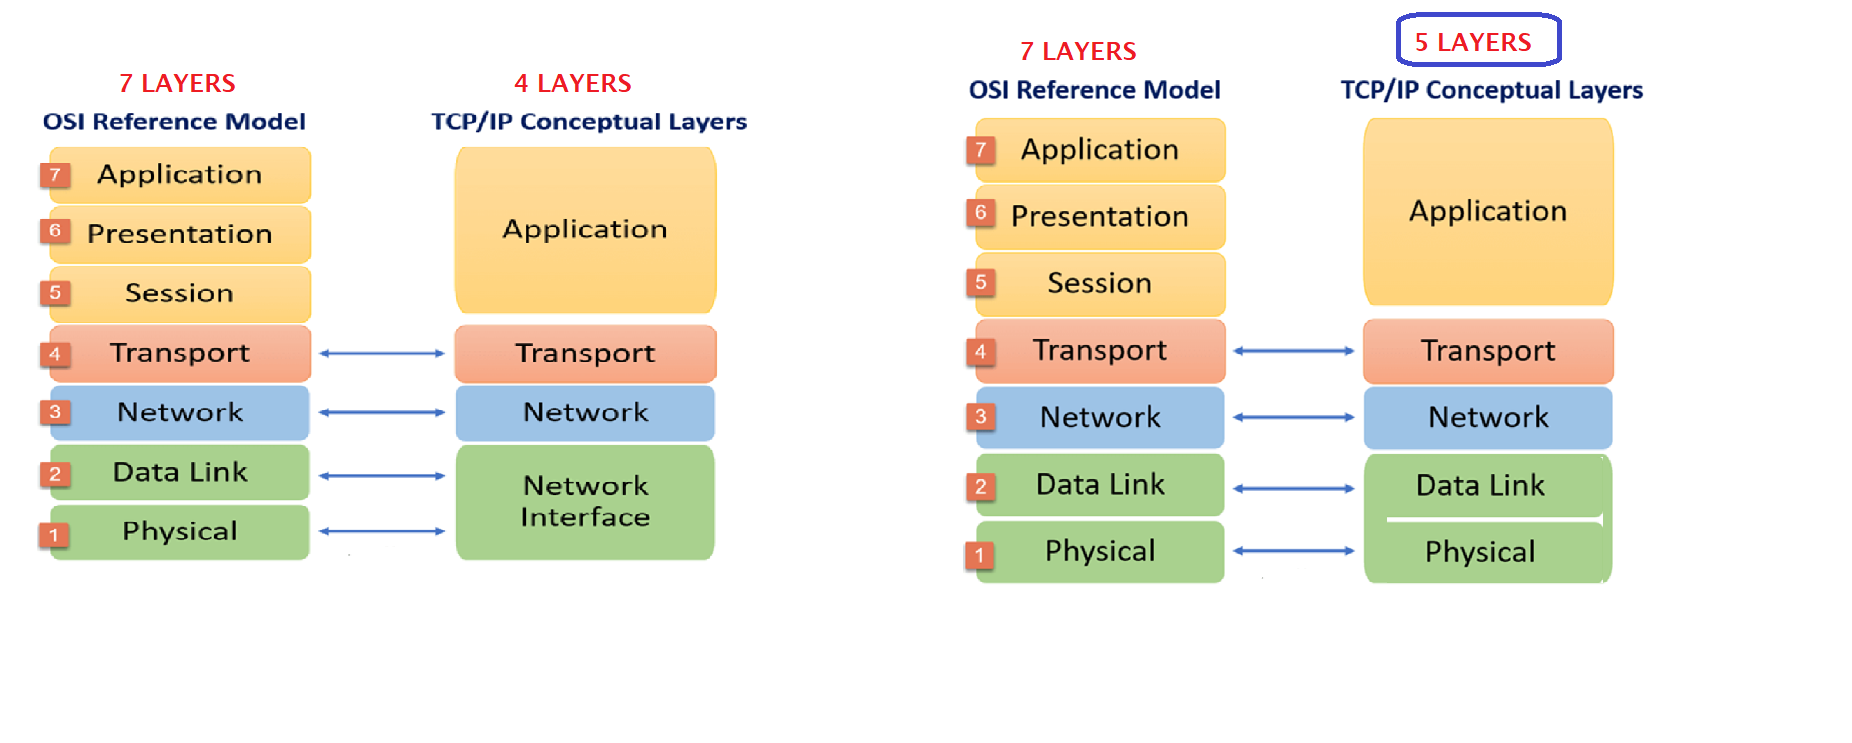 7 LAYERS
4 LAYERS
OSI Reference Model
TCP/IP Conceptual Layers
7 Application
6 Presentation
5 Session
Application
4 Transport
Transport
3 Network
Network
2 Data Link
1 Physical
Network
Interface
7 LAYERS
5 LAYERS
OSI Reference Model
TCP/IP Conceptual Layers
7 Application
6 Presentation
5 Session
Application
4 Transport
Transport
3 Network
Network
2 Data Link
Data Link
1 Physical
Physical